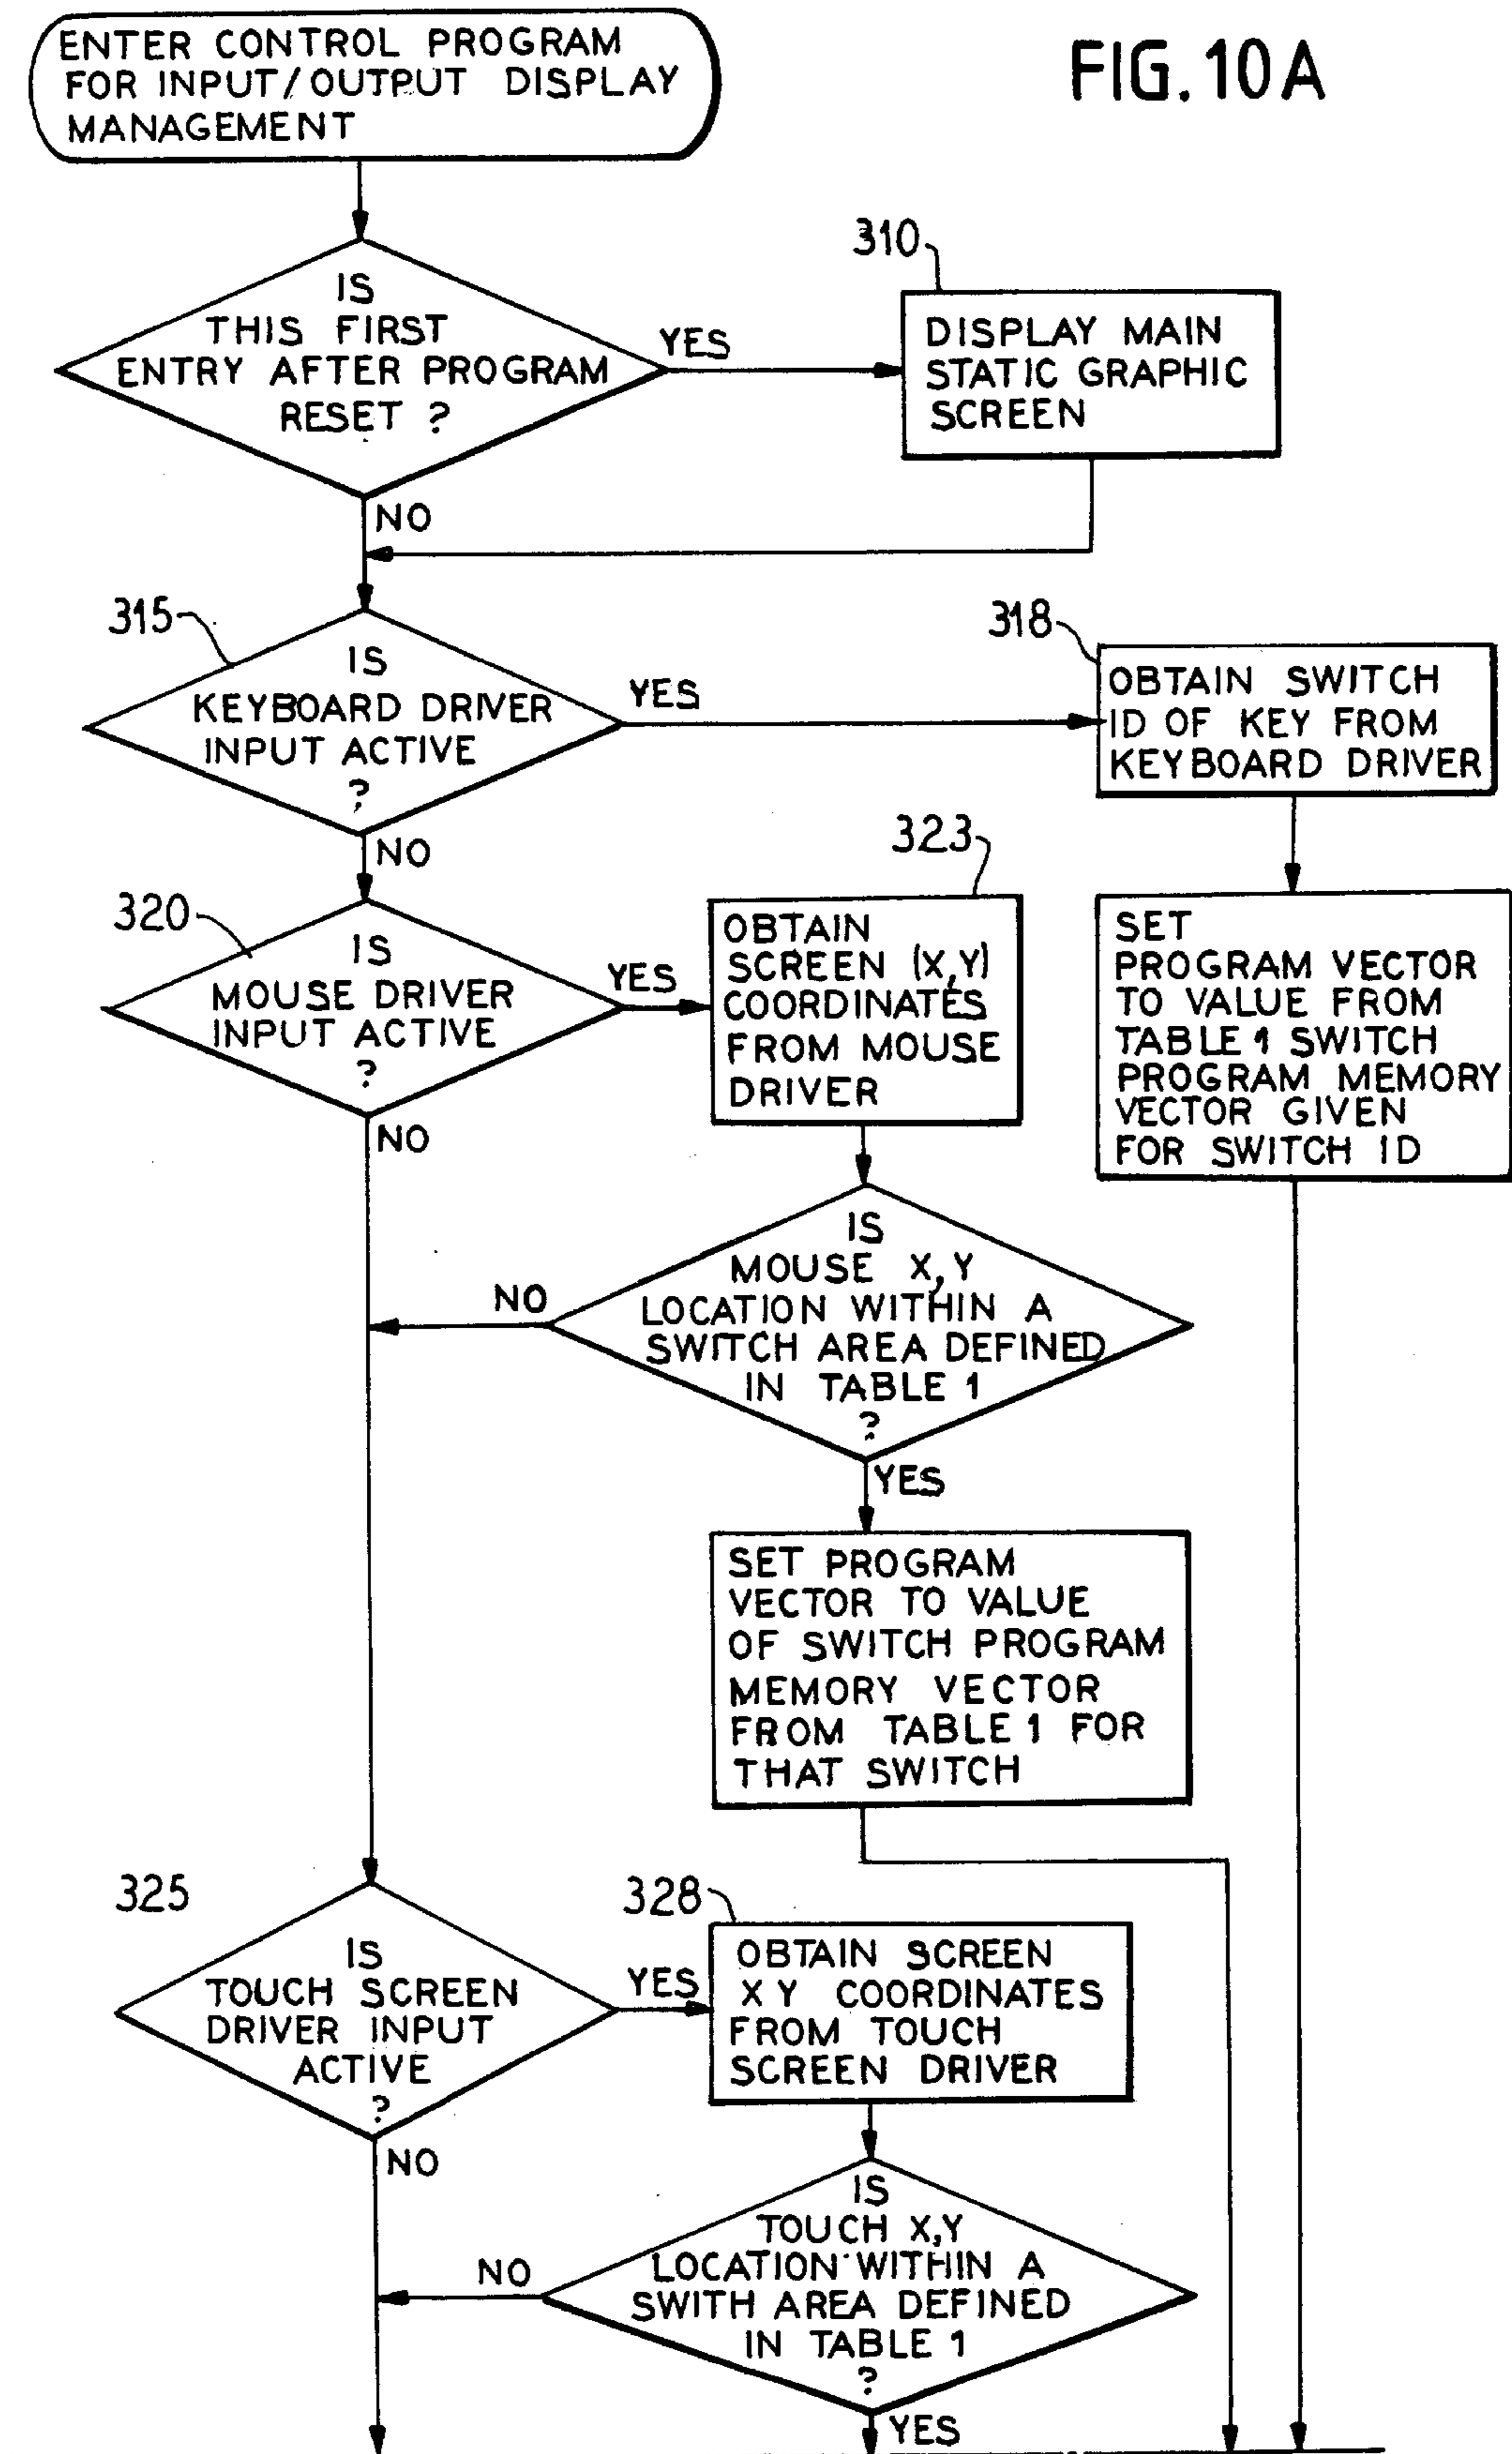 ENTER CONTROL PROGRAM
FOR INPUT/OUTPUT DISPLAY
MANAGEMENT
FIG. 10A
IS
THIS FIRST
ENTRY AFTER PROGRAM
RESET ?
YES
310
DISPLAY MAIN
STATIC GRAPHIC
SCREEN
NO
315
IS
KEYBOARD DRIVER
INPUT ACTIVE
?
YES
318
OBTAIN SWITCH
ID OF KEY FROM
KEYBOARD DRIVER
NO
SET
PROGRAM VECTOR
TO VALUE FROM
TABLE 1 SWITCH
PROGRAM MEMORY
VECTOR GIVEN
FOR SWITCH ID
320
IS
MOUSE DRIVER
INPUT ACTIVE
?
YES
323
OBTAIN
SCREEN (X,Y)
COORDINATES
FROM MOUSE
DRIVER
NO
IS
MOUSE X,Y
LOCATION WITHIN A
SWITCH AREA DEFINED
IN TABLE 1
?
NO
YES
SET PROGRAM
VECTOR TO VALUE
OF SWITCH PROGRAM
MEMORY VECTOR
FROM TABLE 1 FOR
THAT SWITCH
325
IS
TOUCH SCREEN
DRIVER INPUT
ACTIVE
?
YES
328
OBTAIN SCREEN
X Y COORDINATES
FROM TOUCH
SCREEN DRIVER
NO
IS
TOUCH X,Y
LOCATION WITHIN A
SWITH AREA DEFINED
IN TABLE 1
?
NO
YES